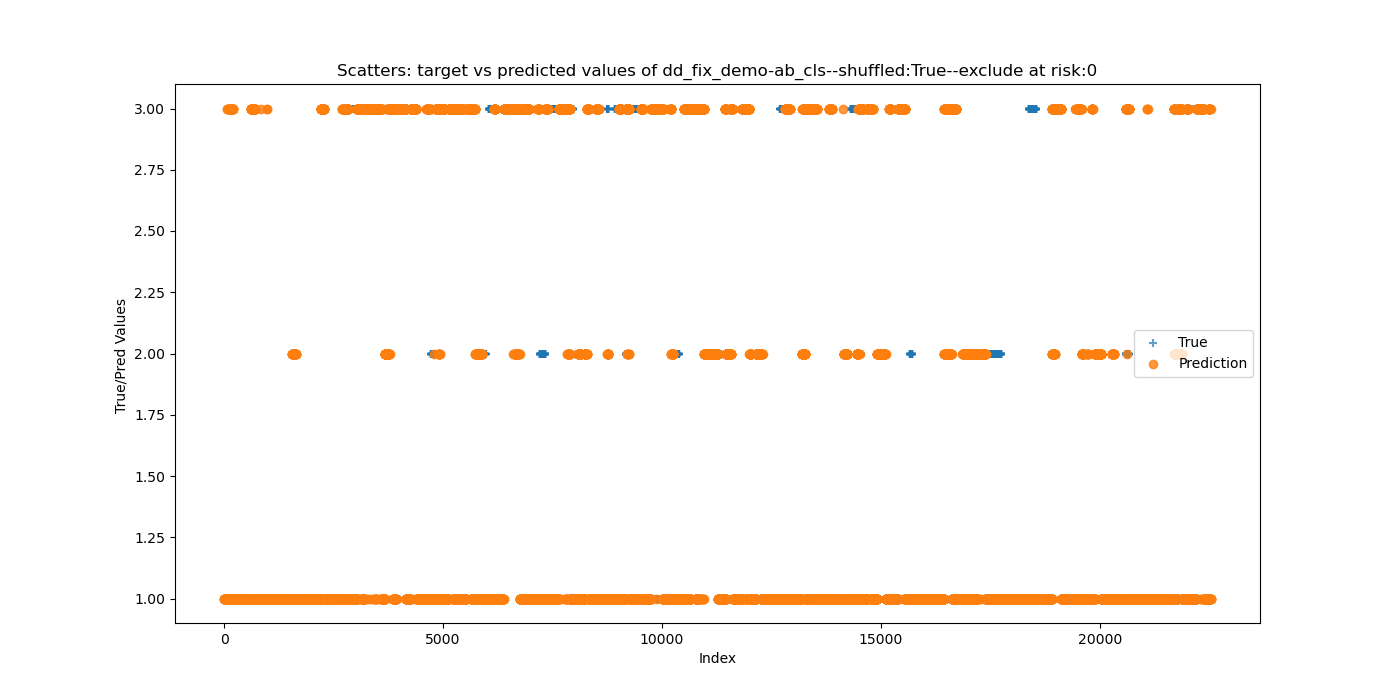 Scatters: target vs predicted values of dd_fix_demo-ab_cls--shuffled:True--exclude at risk:0
3.00
2.75
2.50
2.25
2.00
1.75
1.50
1.25
1.00
True/Pred Values
True
Prediction
0
5000
10000
15000
20000
Index